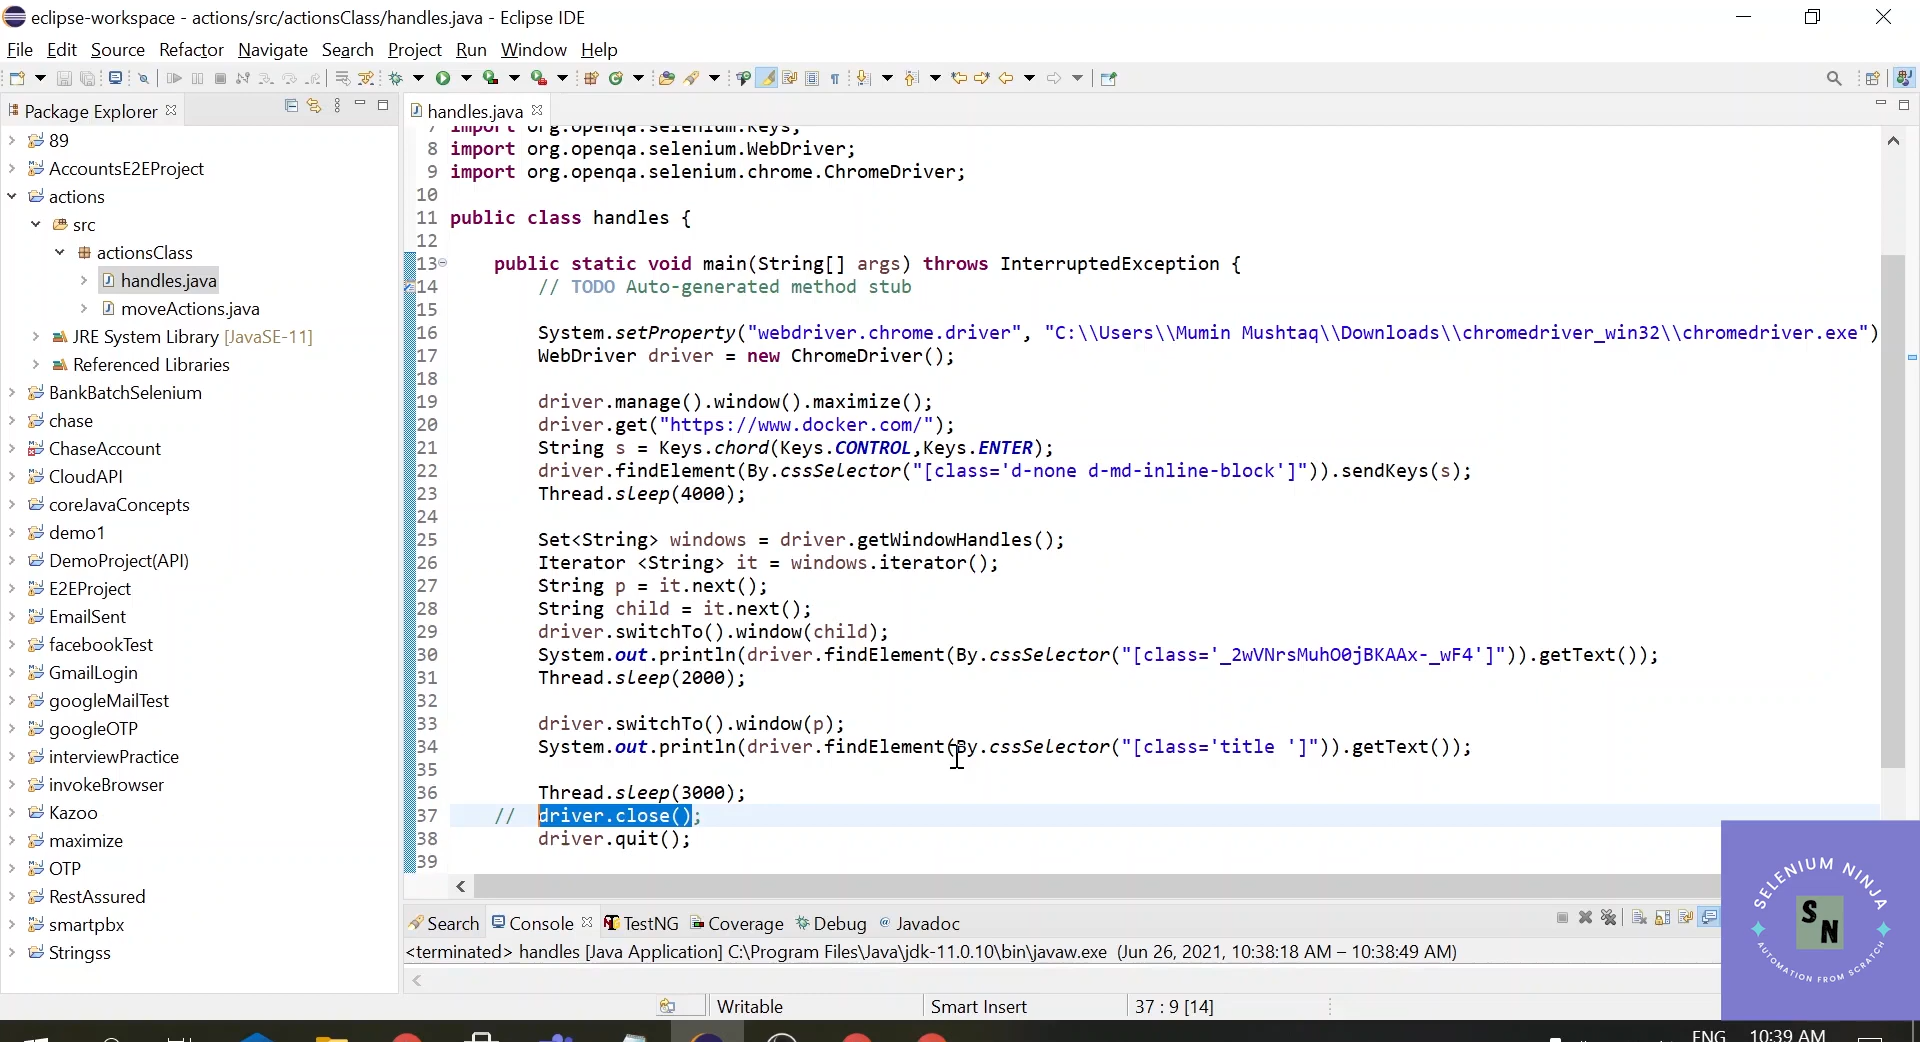 eclipse-workspace - actions/src/actionsClass/handles.java - Eclipse IDE
File Edit Source Refactor Navigate Search Project Run Window Help
Package Explorer
handles.java
89
AccountsE2EProject
actions
src
actionsClass
handles.java
moveActions.java
JRE System Library [JavaSE-11]
Referenced Libraries
BankBatchSelenium
chase
ChaseAccount
CloudAPI
coreJavaConcepts
demo1
DemoProject(API)
E2EProject
EmailSent
facebookTest
GmailLogin
googleMailTest
googleOTP
interviewPractice
invokeBrowser
Kazoo
maximize
OTP
RestAssured
smartpbx
Stringss
7 import org.openqa.selenium.Keys;
8 import org.openqa.selenium.WebDriver;
9 import org.openqa.selenium.chrome.ChromeDriver;
10
11 public class handles {
12
13 public static void main(String[] args) throws InterruptedException {
14 // TODO Auto-generated method stub
15
16 System.setProperty("webdriver.chrome.driver", "C:\\Users\\Mumin Mushtaq\\Downloads\\chromedriver_win32\\chromedriver.exe")
17 WebDriver driver = new ChromeDriver();
18
19 driver.manage().window().maximize();
20 driver.get("https://www.docker.com/");
21 String s = Keys.chord(Keys.CONTROL,Keys.ENTER);
22 driver.findElement(By.cssSelector("[class='d-none d-md-inline-block']")).sendKeys(s);
23 Thread.sleep(4000);
24
25 Set<String> windows = driver.getWindowHandles();
26 Iterator <String> it = windows.iterator();
27 String p = it.next();
28 String child = it.next();
29 driver.switchTo().window(child);
30 System.out.println(driver.findElement(By.cssSelector("[class='_2wVNrsMuhO0jBKAAx-_wF4']")).getText());
31 Thread.sleep(2000);
32
33 driver.switchTo().window(p);
34 System.out.println(driver.findElement(By.cssSelector("[class='title ']")).getText());
35
36 Thread.sleep(3000);
37 // driver.close();
38 driver.quit();
39
Search Console TestNG Coverage Debug @ Javadoc
<terminated> handles [Java Application] C:\Program Files\Java\jdk-11.0.10\bin\javaw.exe (Jun 26, 2021, 10:38:18 AM – 10:38:49 AM)
Writable Smart Insert 37 : 9 [14]
SELENIUM NINJA
S
N
AUTOMATION FROM SCRATCH
ENG 10:39 AM